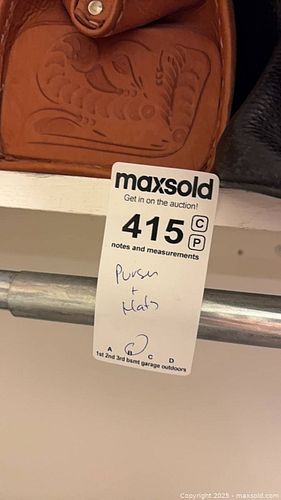 maxsold
Get in on the auction!
415 C
P
notes and measurements
Purses
+
Hats
A B C D
1st 2nd 3rd bsmt garage outdoors
Copyright 2025 - maxsold.com